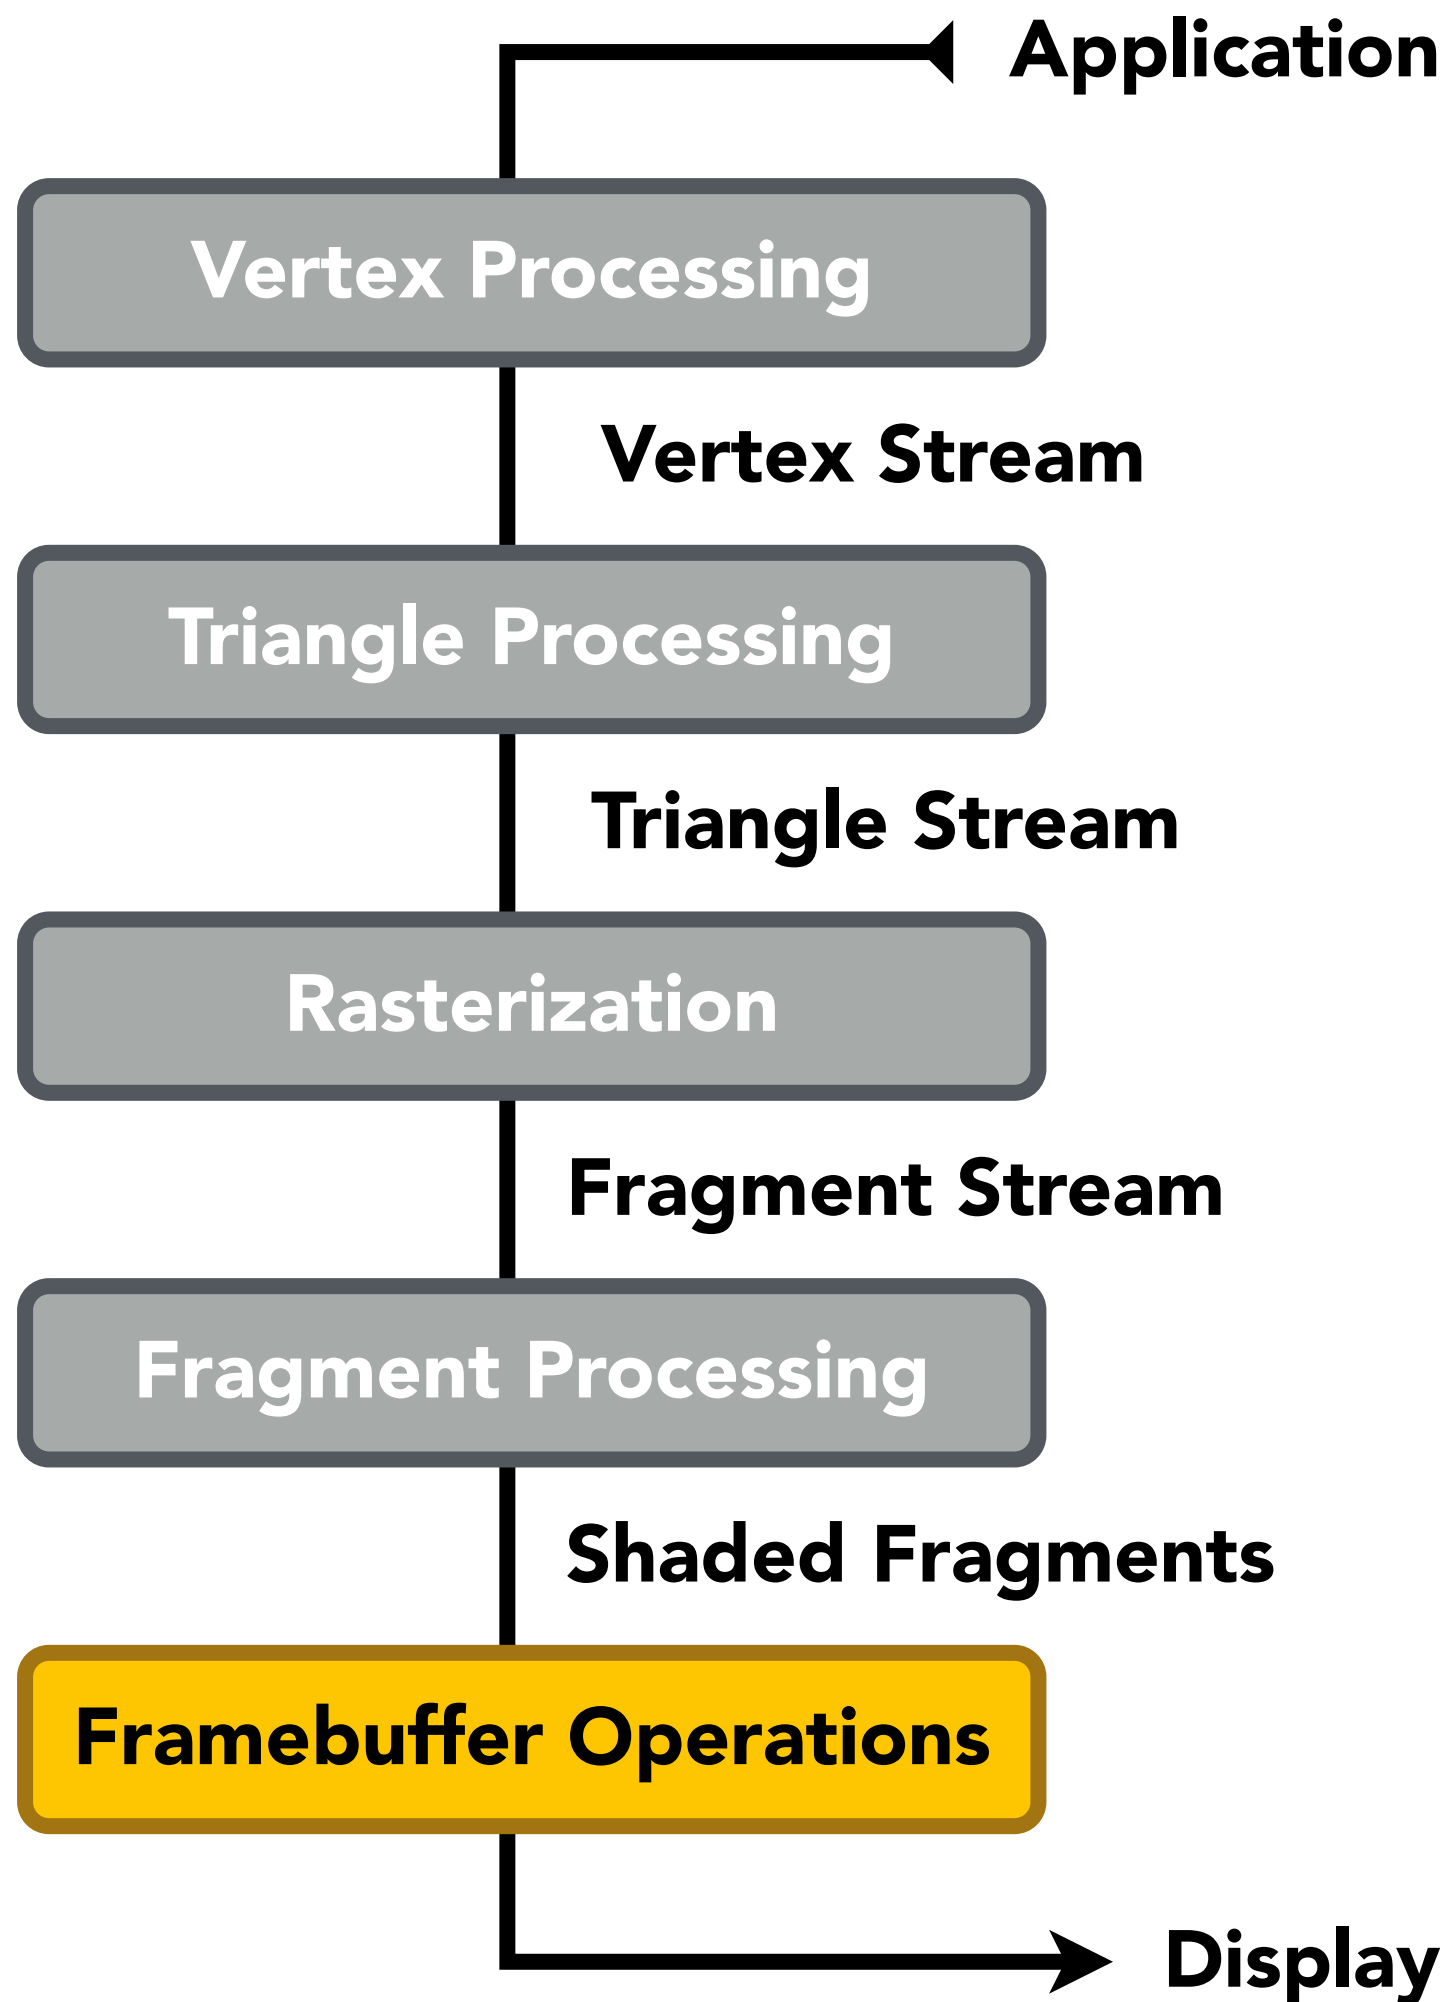 Application
Vertex Processing
Vertex Stream
Triangle Processing
Triangle Stream
Rasterization
Fragment Stream
Fragment Processing
Shaded Fragments
Framebuffer Operations
Display